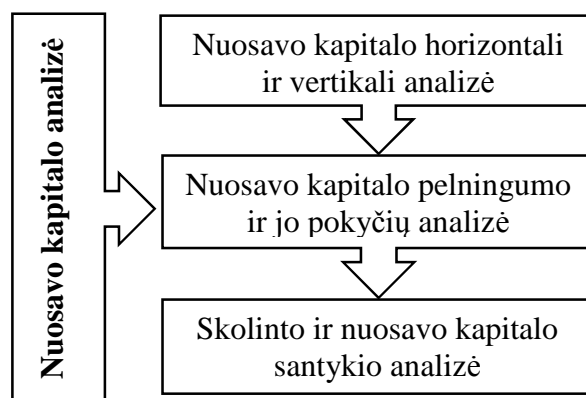 Nuosavo kapitalo analizė
Nuosavo kapitalo horizontali
ir vertikali analizė
Nuosavo kapitalo pelningumo
ir jo pokyčių analizė
Skolinto ir nuosavo kapitalo
santykio analizė